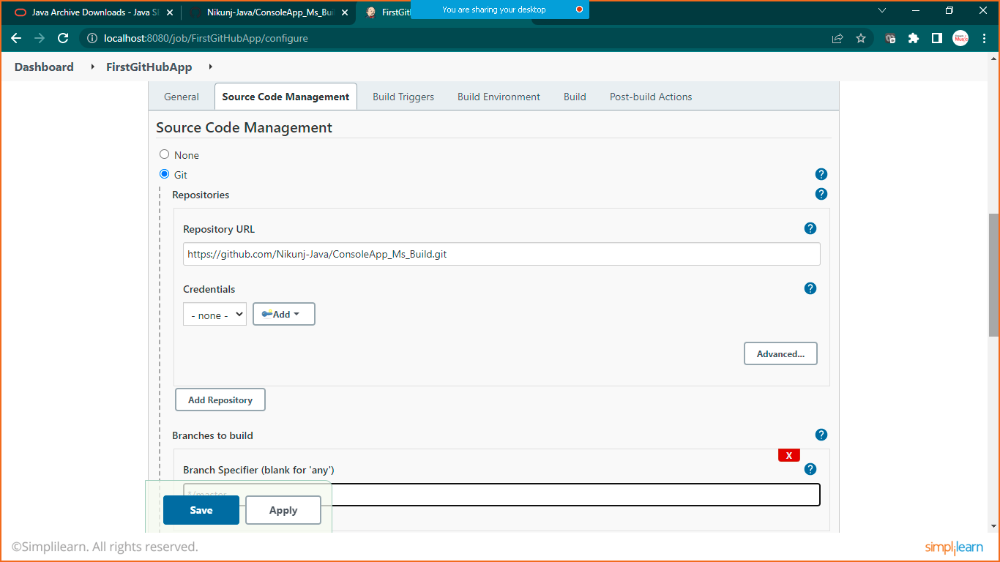 Java Archive Downloads - Java SE
Nikunj-Java/ConsoleApp_Ms_Bui
FirstGitH
You are sharing your desktop
localhost:8080/job/FirstGitHubApp/configure
Dashboard
FirstGitHubApp
General
Source Code Management
Build Triggers
Build Environment
Build
Post-build Actions
Source Code Management
None
Git
Repositories
Repository URL
https://github.com/Nikunj-Java/ConsoleApp_Ms_Build.git
Credentials
- none -
Add
Advanced...
Add Repository
Branches to build
X
Branch Specifier (blank for 'any')
*/master
Save
Apply
©Simplilearn. All rights reserved.
simplilearn